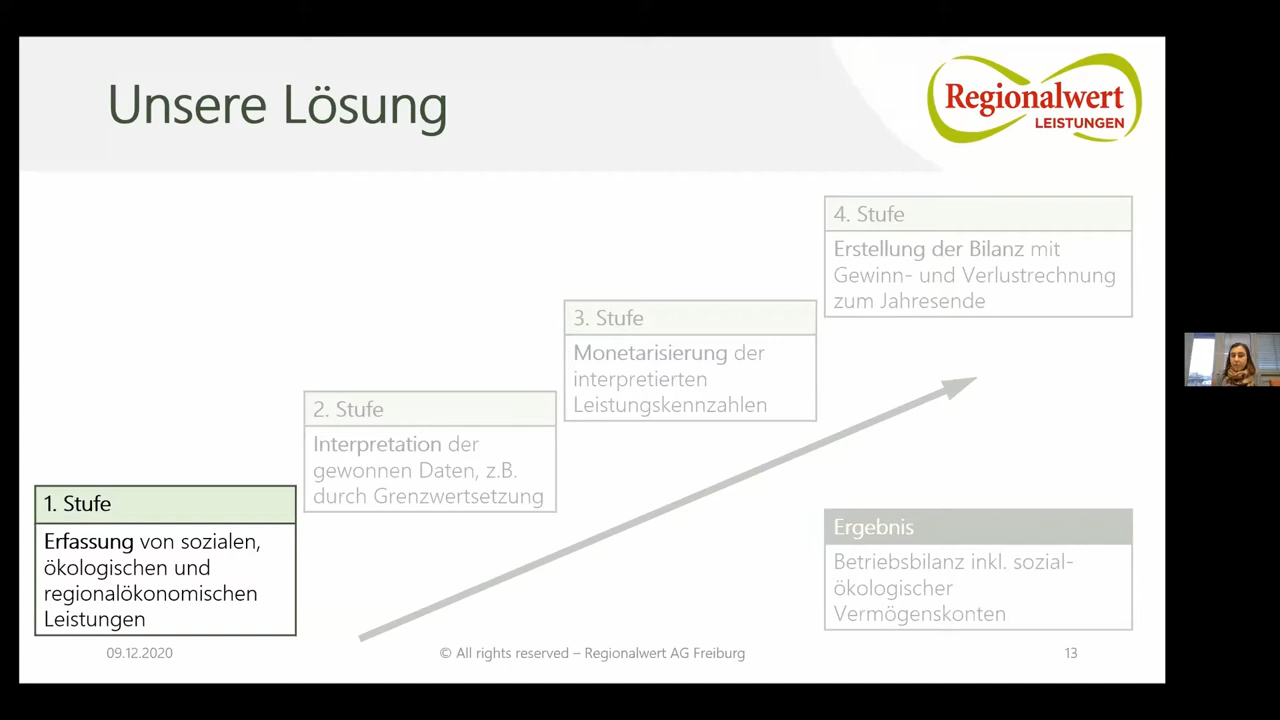 Unsere Lösung
Regionalwert
LEISTUNGEN
1. Stufe
Erfassung von sozialen,
ökologischen und
regionalökonomischen
Leistungen
2. Stufe
Interpretation der
gewonnen Daten, z.B.
durch Grenzwertsetzung
3. Stufe
Monetarisierung der
interpretierten
Leistungskennzahlen
4. Stufe
Erstellung der Bilanz mit
Gewinn- und Verlustrechnung
zum Jahresende
Ergebnis
Betriebsbilanz inkl. sozial-
ökologischer
Vermögenskonten
09.12.2020
© All rights reserved – Regionalwert AG Freiburg
13